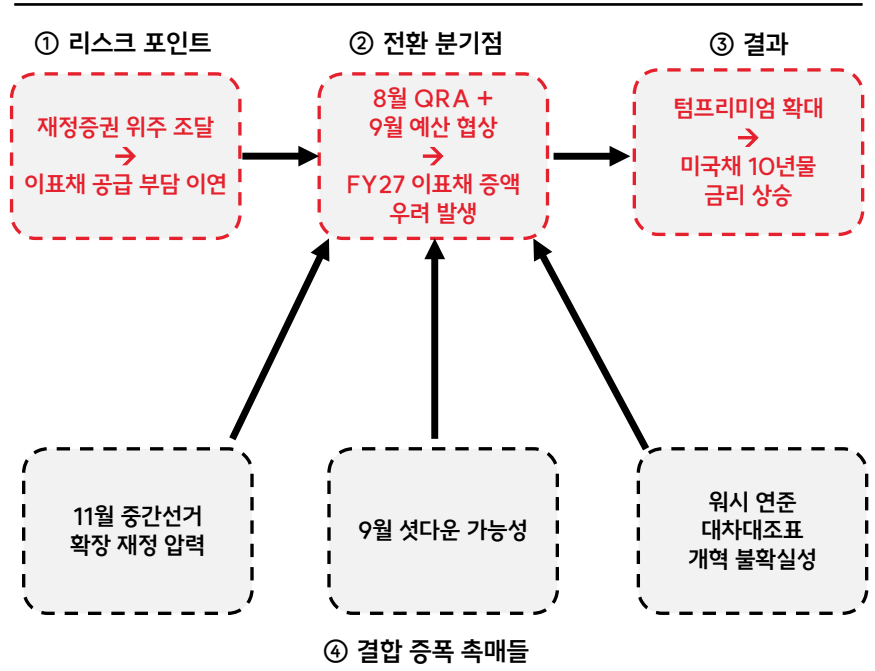 ① 리스크 포인트
② 전환 분기점
③ 결과
재정증권 위주 조달
→
이표채 공급 부담 이연
8월 QRA +
9월 예산 협상
→
FY27 이표채 증액
우려 발생
텀프리미엄 확대
→
미국채 10년물
금리 상승
11월 중간선거
확장 재정 압력
9월 셧다운 가능성
워시 연준
대차대조표
개혁 불확실성
④ 결합 증폭 촉매들